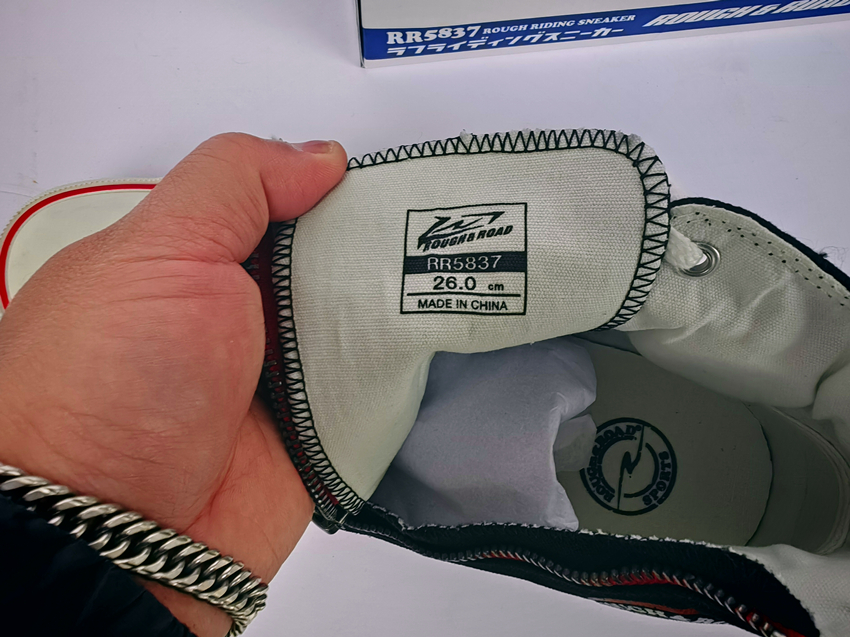 RR5837 ROUGH RIDING SNEAKER
ラフライディングスニーカー
ROUGH & ROAD
ROUGH&ROAD
RR5837
26.0 cm
MADE IN CHINA
ROUGH&ROAD
SPORTS